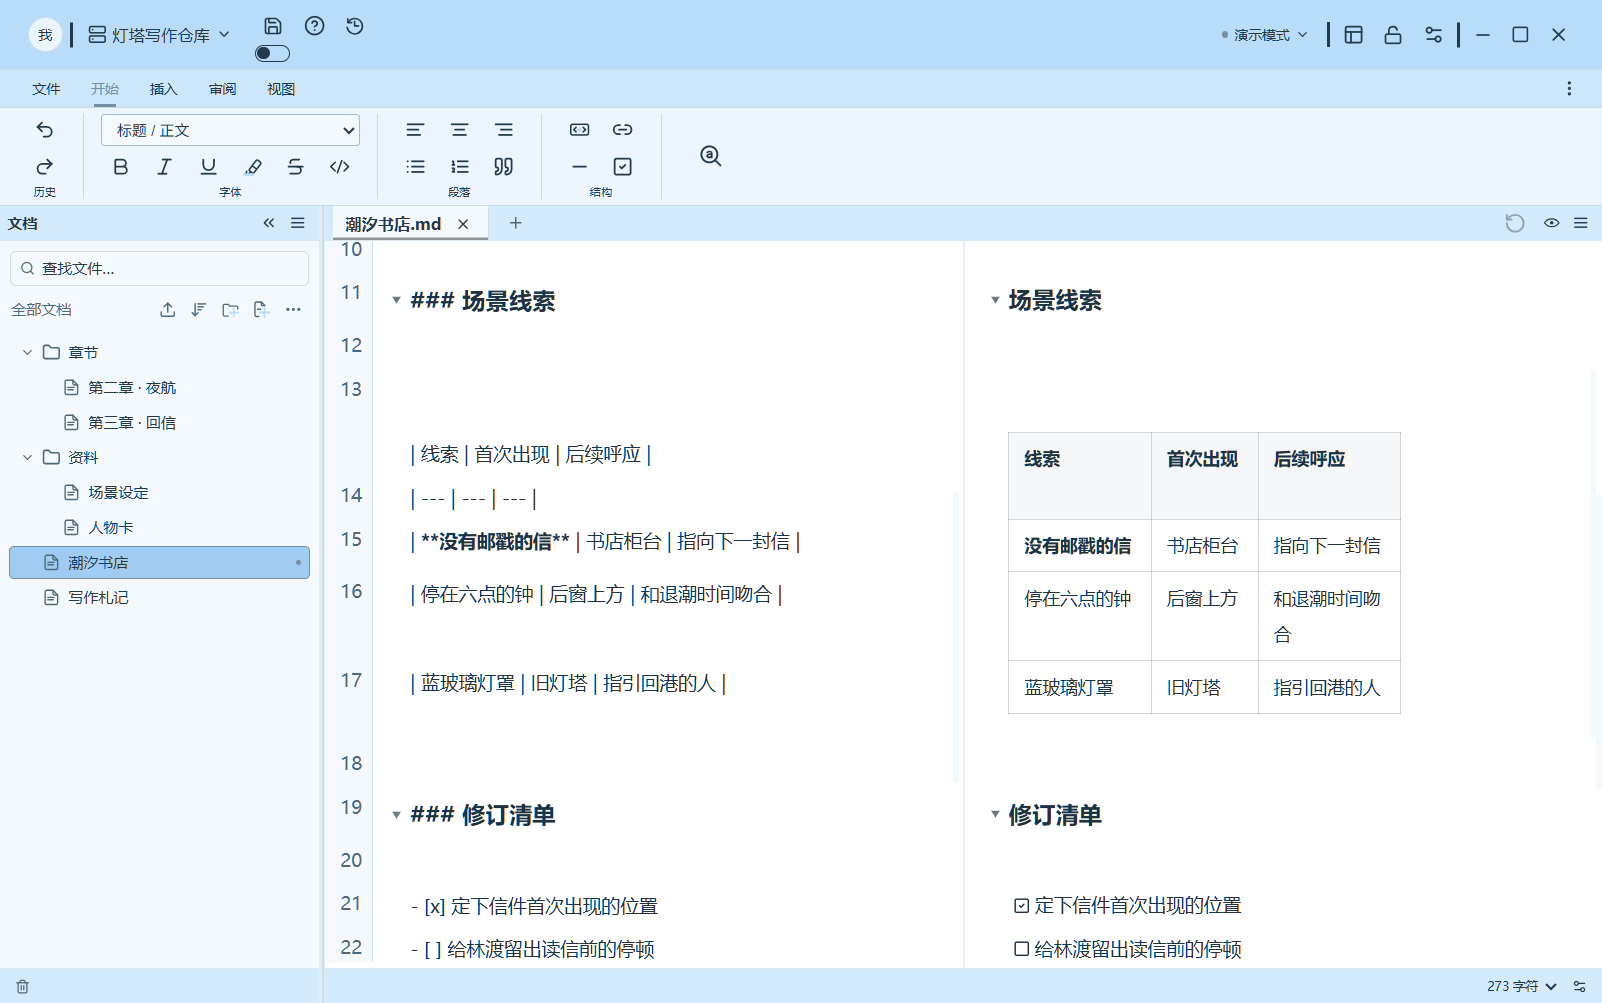 我
灯塔写作仓库
演示模式
文件 开始 插入 审阅 视图
标题 / 正文
历史 字体 段落 结构
文档
潮汐书店.md
查找文件...
全部文档
章节
第二章 · 夜航
第三章 · 回信
资料
场景设定
人物卡
潮汐书店
写作札记
10
11 ### 场景线索
12
13 | 线索 | 首次出现 | 后续呼应 |
14 | --- | --- | --- |
15 | **没有邮戳的信** | 书店柜台 | 指向下一封信 |
16 | 停在六点的钟 | 后窗上方 | 和退潮时间吻合 |
17 | 蓝玻璃灯罩 | 旧灯塔 | 指引回港的人 |
18
19 ### 修订清单
20
21 - [x] 定下信件首次出现的位置
22 - [ ] 给林渡留出读信前的停顿
场景线索
线索 首次出现 后续呼应
没有邮戳的信 书店柜台 指向下一封信
停在六点的钟 后窗上方 和退潮时间吻
合
蓝玻璃灯罩 旧灯塔 指引回港的人
修订清单
定下信件首次出现的位置
给林渡留出读信前的停顿
273 字符